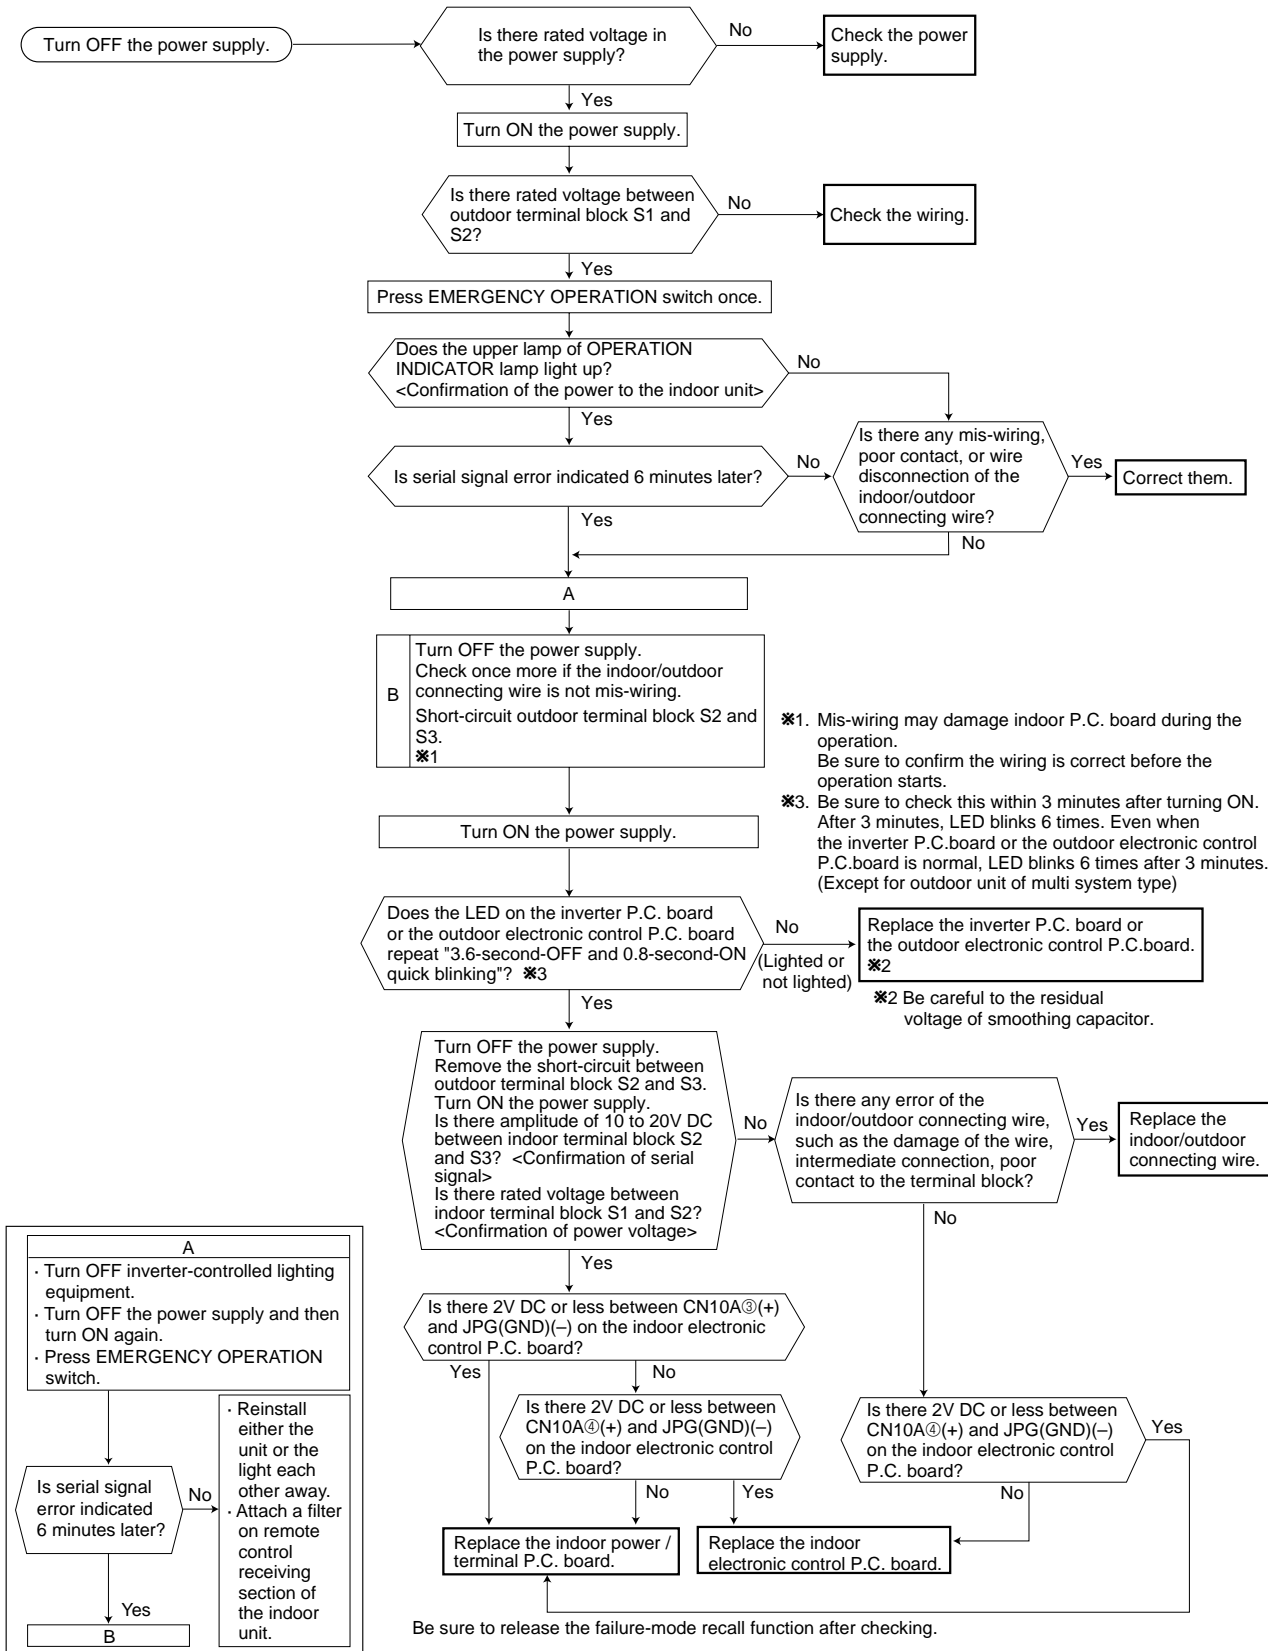 Turn OFF the power supply.
Is there rated voltage in
the power supply?
No
Check the power
supply.
Yes
Turn ON the power supply.
Is there rated voltage between
outdoor terminal block S1 and
S2?
No
Check the wiring.
Yes
Press EMERGENCY OPERATION switch once.
Does the upper lamp of OPERATION
INDICATOR lamp light up?
<Confirmation of the power to the indoor unit>
No
Yes
Is serial signal error indicated 6 minutes later?
No
Is there any mis-wiring,
poor contact, or wire
disconnection of the
indoor/outdoor
connecting wire?
Yes
Correct them.
Yes
No
A
B
Turn OFF the power supply.
Check once more if the indoor/outdoor
connecting wire is not mis-wiring.
Short-circuit outdoor terminal block S2 and
S3.
※1
※1. Mis-wiring may damage indoor P.C. board during the
operation.
Be sure to confirm the wiring is correct before the
operation starts.
※3. Be sure to check this within 3 minutes after turning ON.
After 3 minutes, LED blinks 6 times. Even when
the inverter P.C.board or the outdoor electronic control
P.C.board is normal, LED blinks 6 times after 3 minutes.
(Except for outdoor unit of multi system type)
Turn ON the power supply.
Does the LED on the inverter P.C. board
or the outdoor electronic control P.C. board
repeat "3.6-second-OFF and 0.8-second-ON
quick blinking"? ※3
No
(Lighted or
not lighted)
Replace the inverter P.C. board or
the outdoor electronic control P.C.board.
※2
※2 Be careful to the residual
voltage of smoothing capacitor.
Yes
Turn OFF the power supply.
Remove the short-circuit between
outdoor terminal block S2 and S3.
Turn ON the power supply.
Is there amplitude of 10 to 20V DC
between indoor terminal block S2
and S3? <Confirmation of serial
signal>
Is there rated voltage between
indoor terminal block S1 and S2?
<Confirmation of power voltage>
No
Is there any error of the
indoor/outdoor connecting wire,
such as the damage of the wire,
intermediate connection, poor
contact to the terminal block?
Yes
Replace the
indoor/outdoor
connecting wire.
No
Yes
Is there 2V DC or less between CN10A③(+)
and JPG(GND)(–) on the indoor electronic
control P.C. board?
Yes
No
Is there 2V DC or less between
CN10A④(+) and JPG(GND)(–)
on the indoor electronic control
P.C. board?
No
Yes
Is there 2V DC or less between
CN10A④(+) and JPG(GND)(–)
on the indoor electronic control
P.C. board?
Yes
No
Replace the indoor power /
terminal P.C. board.
Replace the indoor
electronic control P.C. board.
A
· Turn OFF inverter-controlled lighting
equipment.
· Turn OFF the power supply and then
turn ON again.
· Press EMERGENCY OPERATION
switch.
Is serial signal
error indicated
6 minutes later?
No
· Reinstall
either the
unit or the
light each
other away.
· Attach a filter
on remote
control
receiving
section of
the indoor
unit.
Yes
B
Be sure to release the failure-mode recall function after checking.